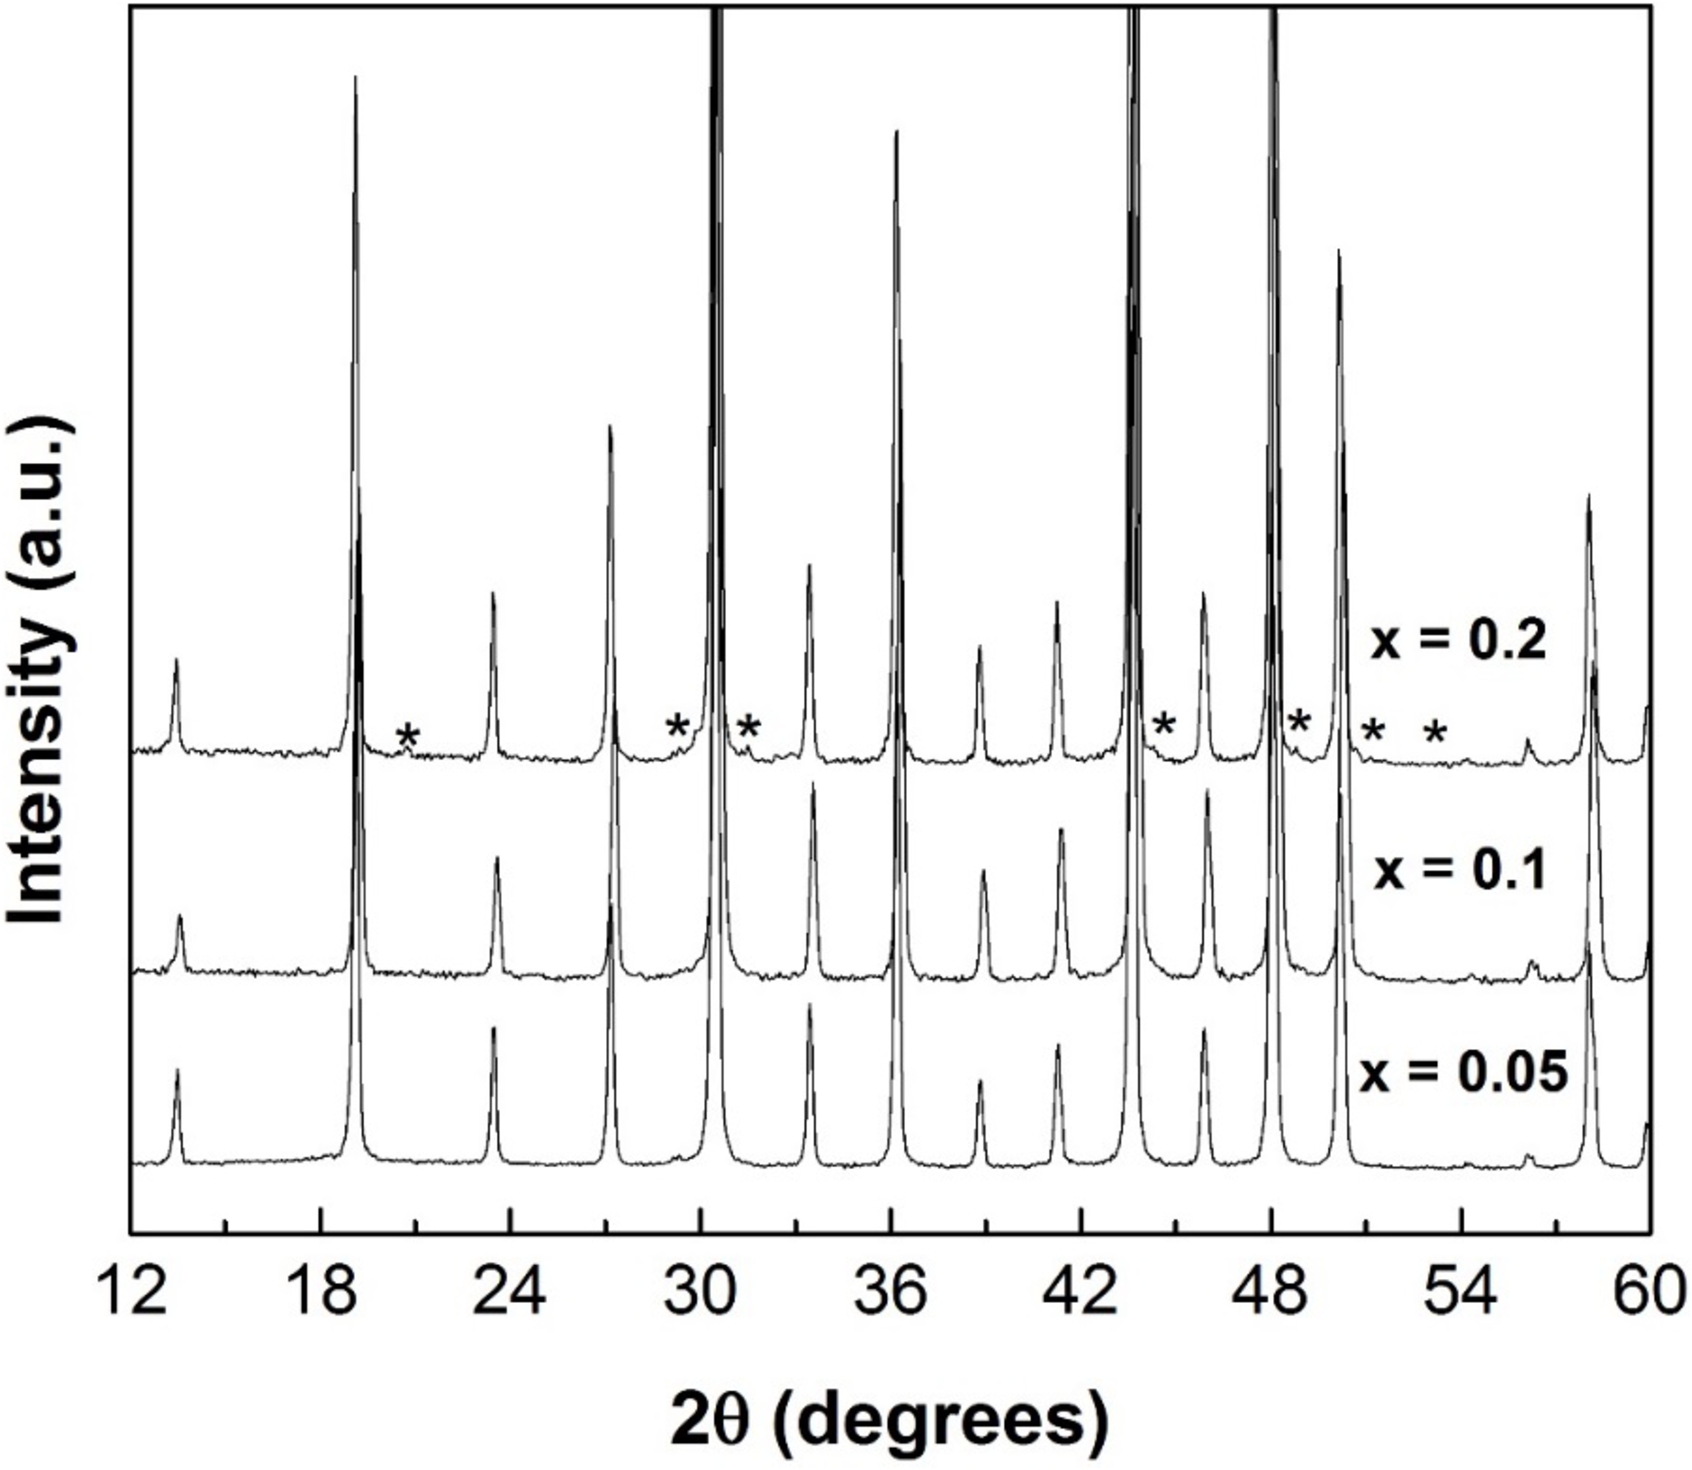 Intensity (a.u.)
* * * * * * *
x = 0.2
x = 0.1
x = 0.05
12 18 24 30 36 42 48 54 60
2θ (degrees)